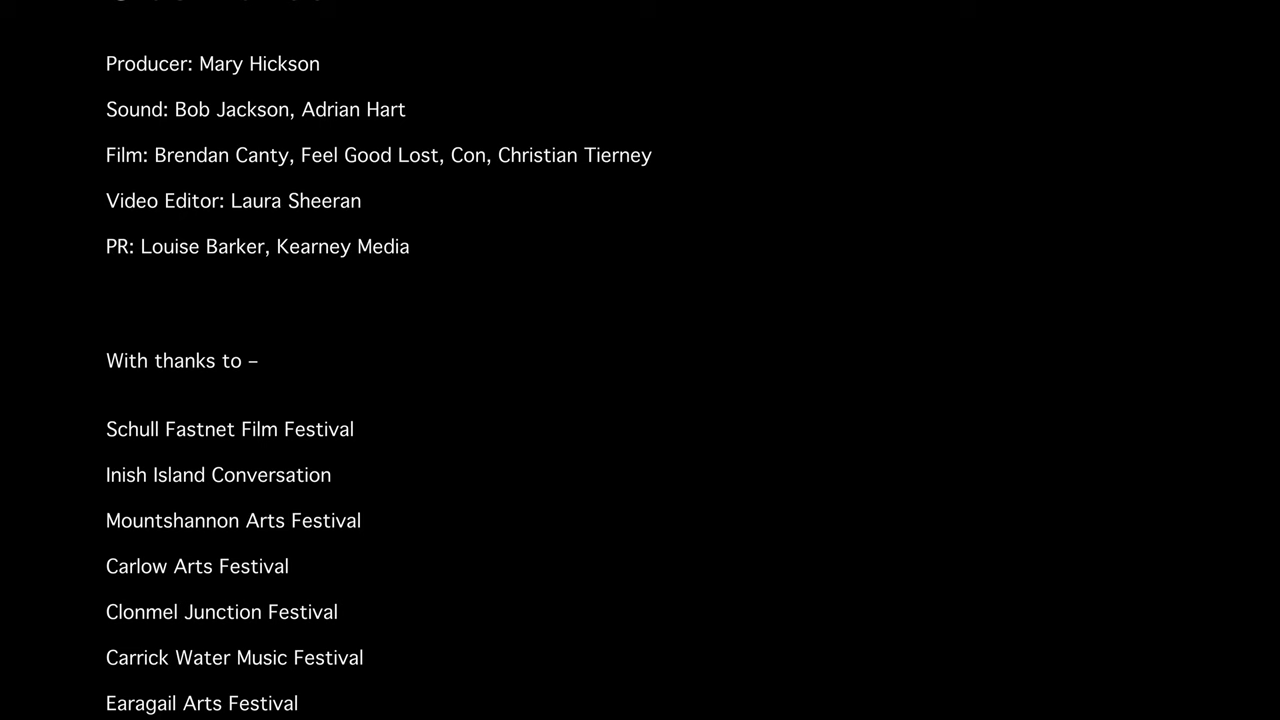 Producer: Mary Hickson
Sound: Bob Jackson, Adrian Hart
Film: Brendan Canty, Feel Good Lost, Con, Christian Tierney
Video Editor: Laura Sheeran
PR: Louise Barker, Kearney Media
With thanks to –
Schull Fastnet Film Festival
Inish Island Conversation
Mountshannon Arts Festival
Carlow Arts Festival
Clonmel Junction Festival
Carrick Water Music Festival
Earagail Arts Festival